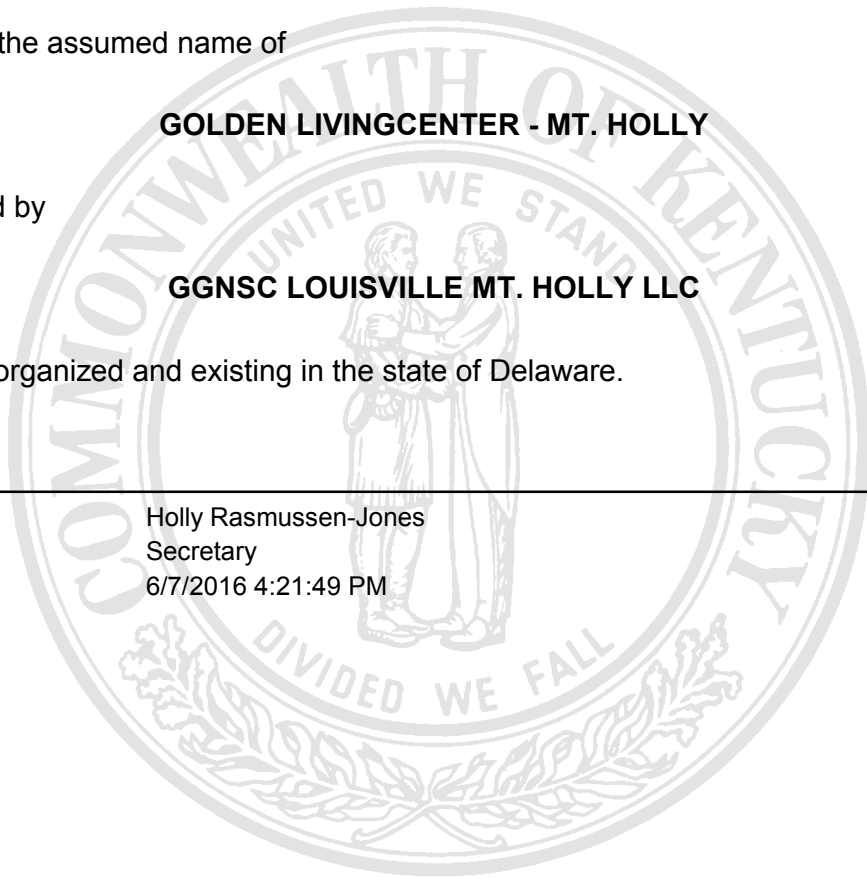 the assumed name of
GOLDEN LIVINGCENTER - MT. HOLLY
d by
GGNSC LOUISVILLE MT. HOLLY LLC
organized and existing in the state of Delaware.
Holly Rasmussen-Jones
Secretary
6/7/2016 4:21:49 PM
COMMONWEALTH OF KENTUCKY
UNITED WE STAND
DIVIDED WE FALL